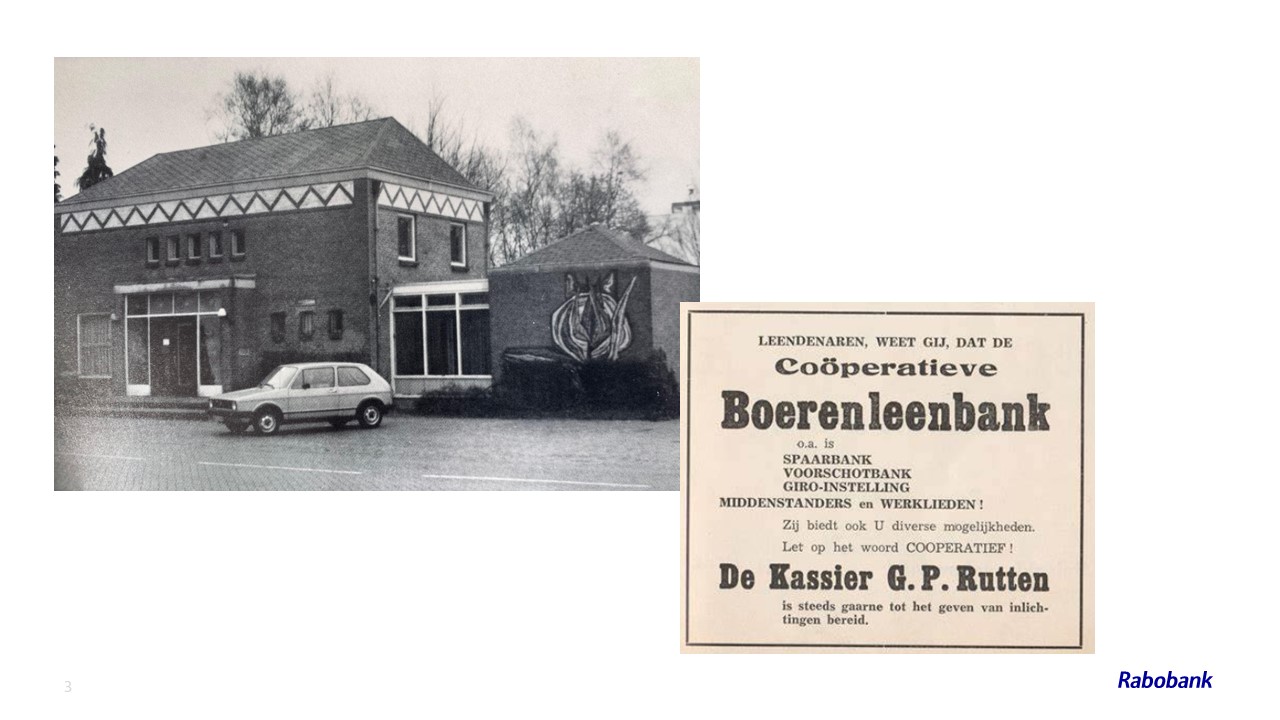 LEENDENAREN, WEET GIJ, DAT DE
Coöperatieve
Boerenleenbank
o.a. is
SPAARBANK
VOORSCHOTBANK
GIRO-INSTELLING
MIDDENSTANDERS en WERKLIEDEN !
Zij biedt ook U diverse mogelijkheden.
Let op het woord COOPERATIEF !
De Kassier G. P. Rutten
is steeds gaarne tot het geven van inlich-
tingen bereid.
3
Rabobank